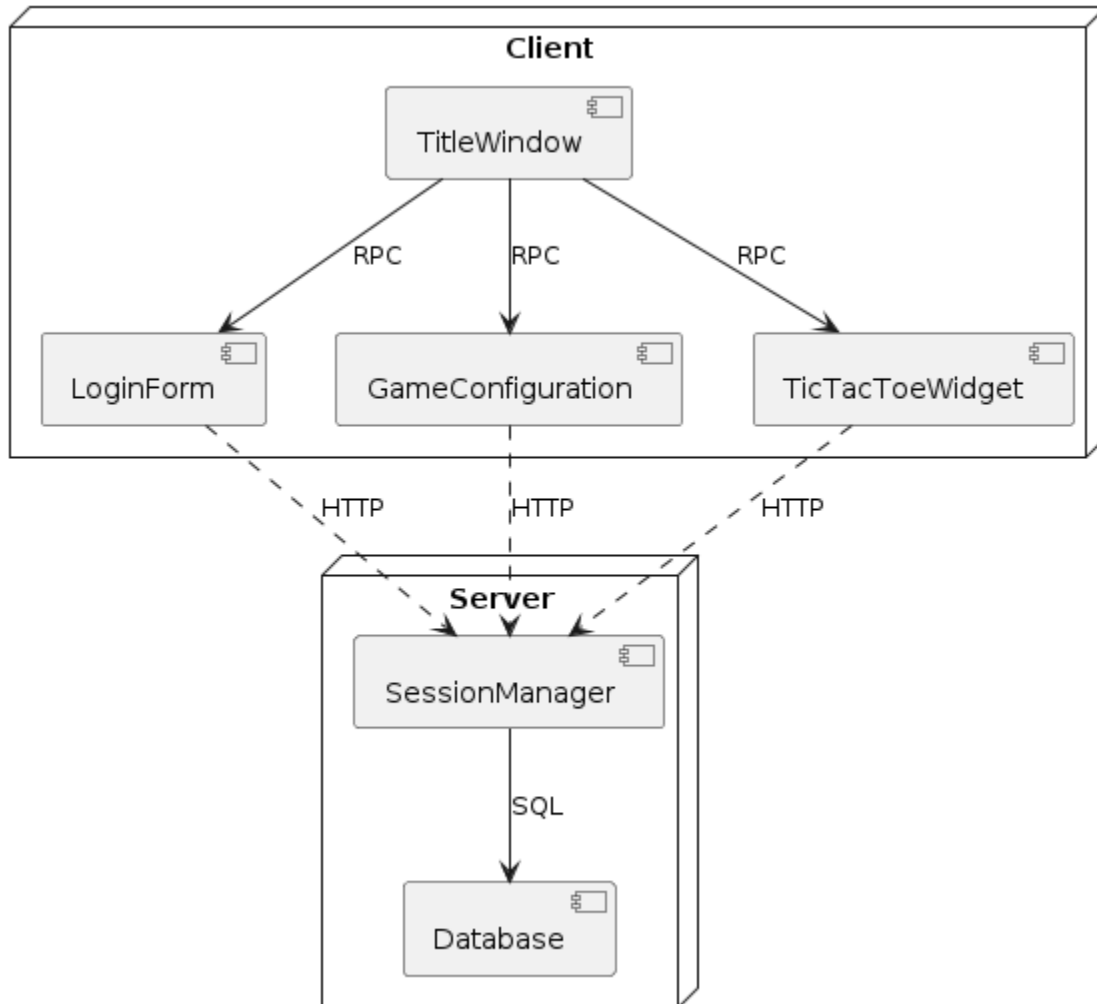 Client
TitleWindow
RPC
RPC
RPC
LoginForm
GameConfiguration
TicTacToeWidget
HTTP
HTTP
HTTP
Server
SessionManager
SQL
Database